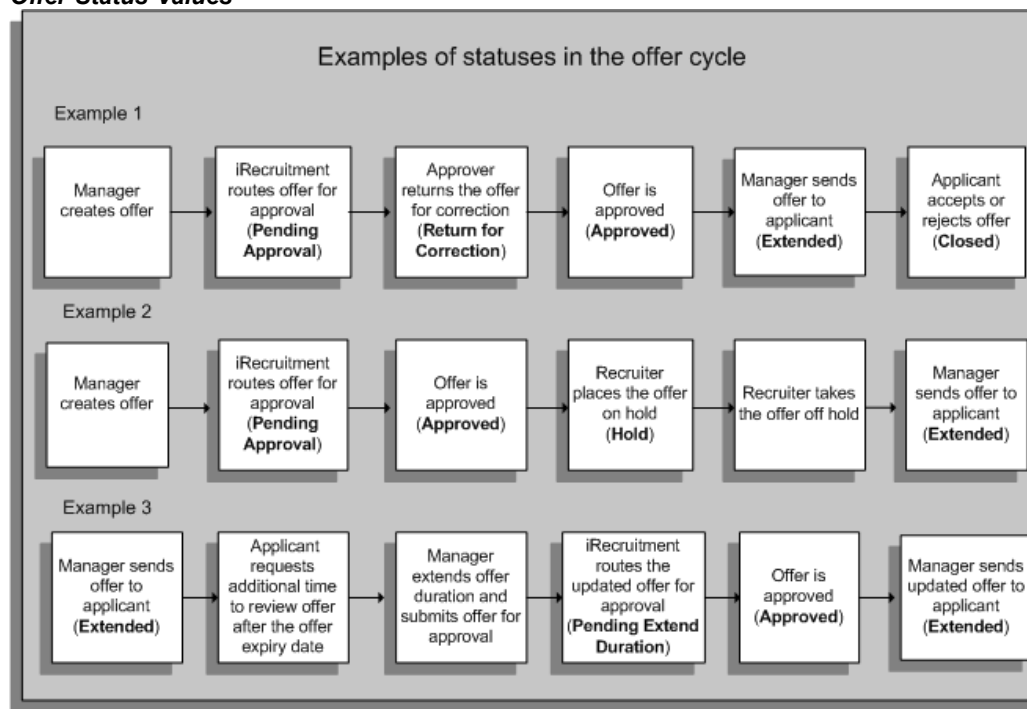 Offer Status Values
Examples of statuses in the offer cycle
Example 1
Manager
creates offer
iRecruitment
routes offer for
approval
(Pending
Approval)
Approver
returns the offer
for correction
(Return for
Correction)
Offer is
approved
(Approved)
Manager sends
offer to
applicant
(Extended)
Applicant
accepts or
rejects offer
(Closed)
Example 2
Manager
creates offer
iRecruitment
routes offer for
approval
(Pending
Approval)
Offer is
approved
(Approved)
Recruiter
places the offer
on hold
(Hold)
Recruiter takes
the offer off hold
Manager
sends offer to
applicant
(Extended)
Example 3
Manager sends
offer to
applicant
(Extended)
Applicant
requests
additional time
to review offer
after the offer
expiry date
Manager
extends offer
duration and
submits offer for
approval
iRecruitment
routes the
updated offer for
approval
(Pending Extend
Duration)
Offer is
approved
(Approved)
Manager sends
updated offer to
applicant
(Extended)